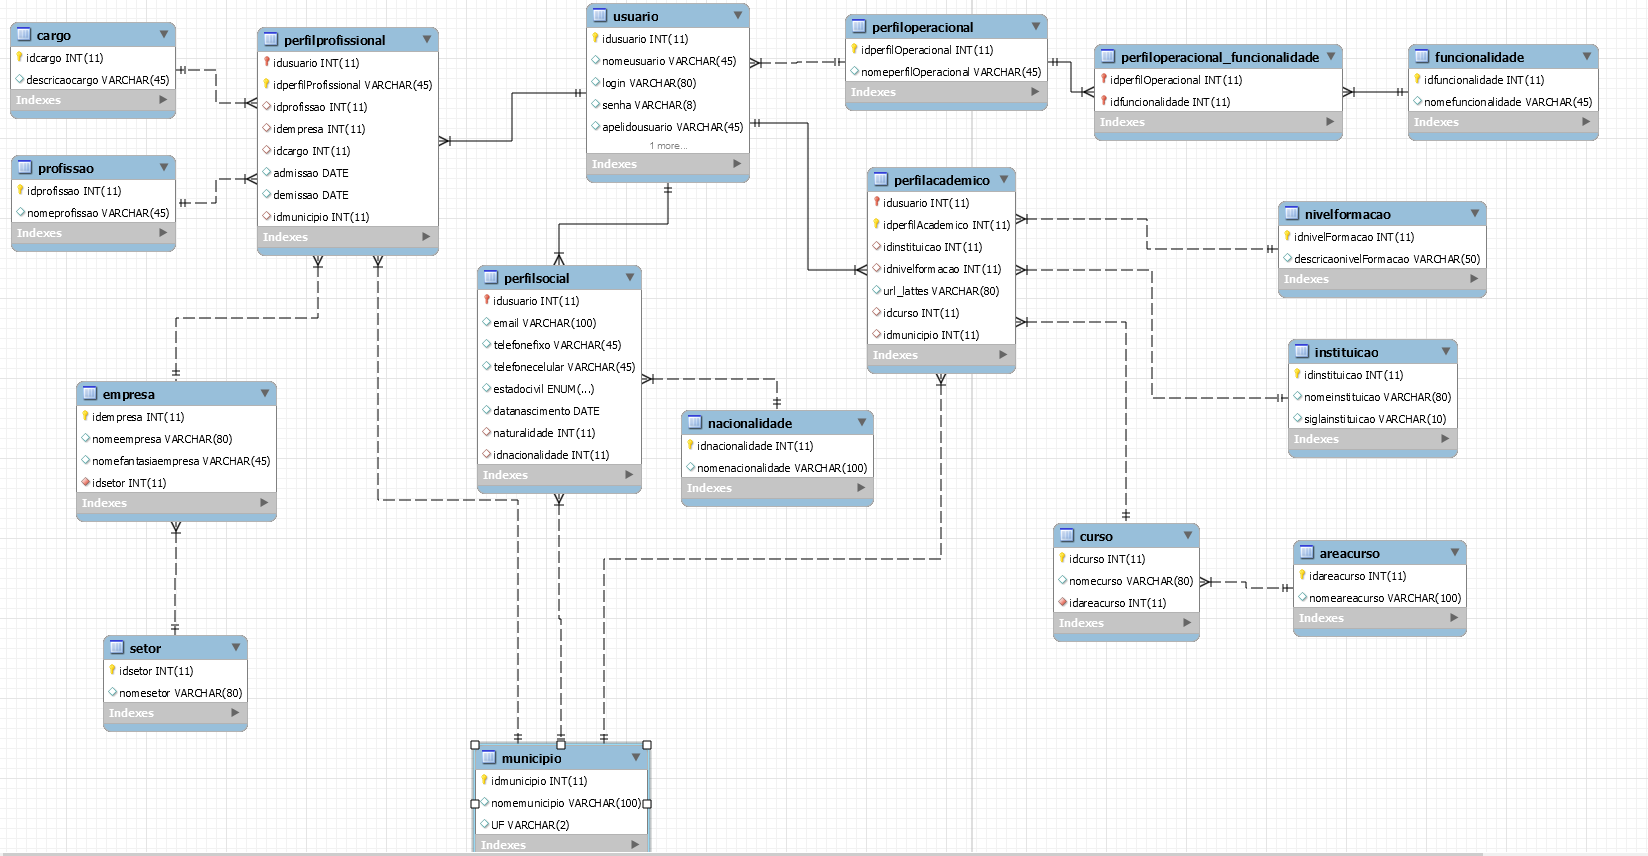 cargo
idcargo INT(11)
descricaocargo VARCHAR(45)
Indexes
profissao
idprofissao INT(11)
nomeprofissao VARCHAR(45)
Indexes
perfilprofissional
idusuario INT(11)
idperfilProfissional VARCHAR(45)
idprofissao INT(11)
idempresa INT(11)
idcargo INT(11)
admissao DATE
demissao DATE
idmunicipio INT(11)
Indexes
usuario
idusuario INT(11)
nomeusuario VARCHAR(45)
login VARCHAR(80)
senha VARCHAR(8)
apelidousuario VARCHAR(45)
1 more...
Indexes
perfiloperacional
idperfilOperacional INT(11)
nomeperfilOperacional VARCHAR(45)
Indexes
perfiloperacional_funcionalidade
idperfilOperacional INT(11)
idfuncionalidade INT(11)
Indexes
funcionalidade
idfuncionalidade INT(11)
nomefuncionalidade VARCHAR(45)
Indexes
perfilacademico
idusuario INT(11)
idperfilAcademico INT(11)
idinstituicao INT(11)
idnivelformacao INT(11)
url_lattes VARCHAR(80)
idcurso INT(11)
idmunicipio INT(11)
Indexes
nivelformacao
idnivelFormacao INT(11)
descricaonivelFormacao VARCHAR(50)
Indexes
perfilsocial
idusuario INT(11)
email VARCHAR(100)
telefonefixo VARCHAR(45)
telefonecelular VARCHAR(45)
estadocivil ENUM(...)
datanascimento DATE
naturalidade INT(11)
idnacionalidade INT(11)
Indexes
instituicao
idinstituicao INT(11)
nomeinstituicao VARCHAR(80)
siglainstituicao VARCHAR(10)
Indexes
empresa
idempresa INT(11)
nomeempresa VARCHAR(80)
nomefantasiaempresa VARCHAR(45)
idsetor INT(11)
Indexes
nacionalidade
idnacionalidade INT(11)
nomenacionalidade VARCHAR(100)
Indexes
curso
idcurso INT(11)
nomecurso VARCHAR(80)
idareacurso INT(11)
Indexes
areacurso
idareacurso INT(11)
nomeareacurso VARCHAR(100)
Indexes
setor
idsetor INT(11)
nomesetor VARCHAR(80)
Indexes
municipio
idmunicipio INT(11)
nomemunicipio VARCHAR(100)
UF VARCHAR(2)
Indexes